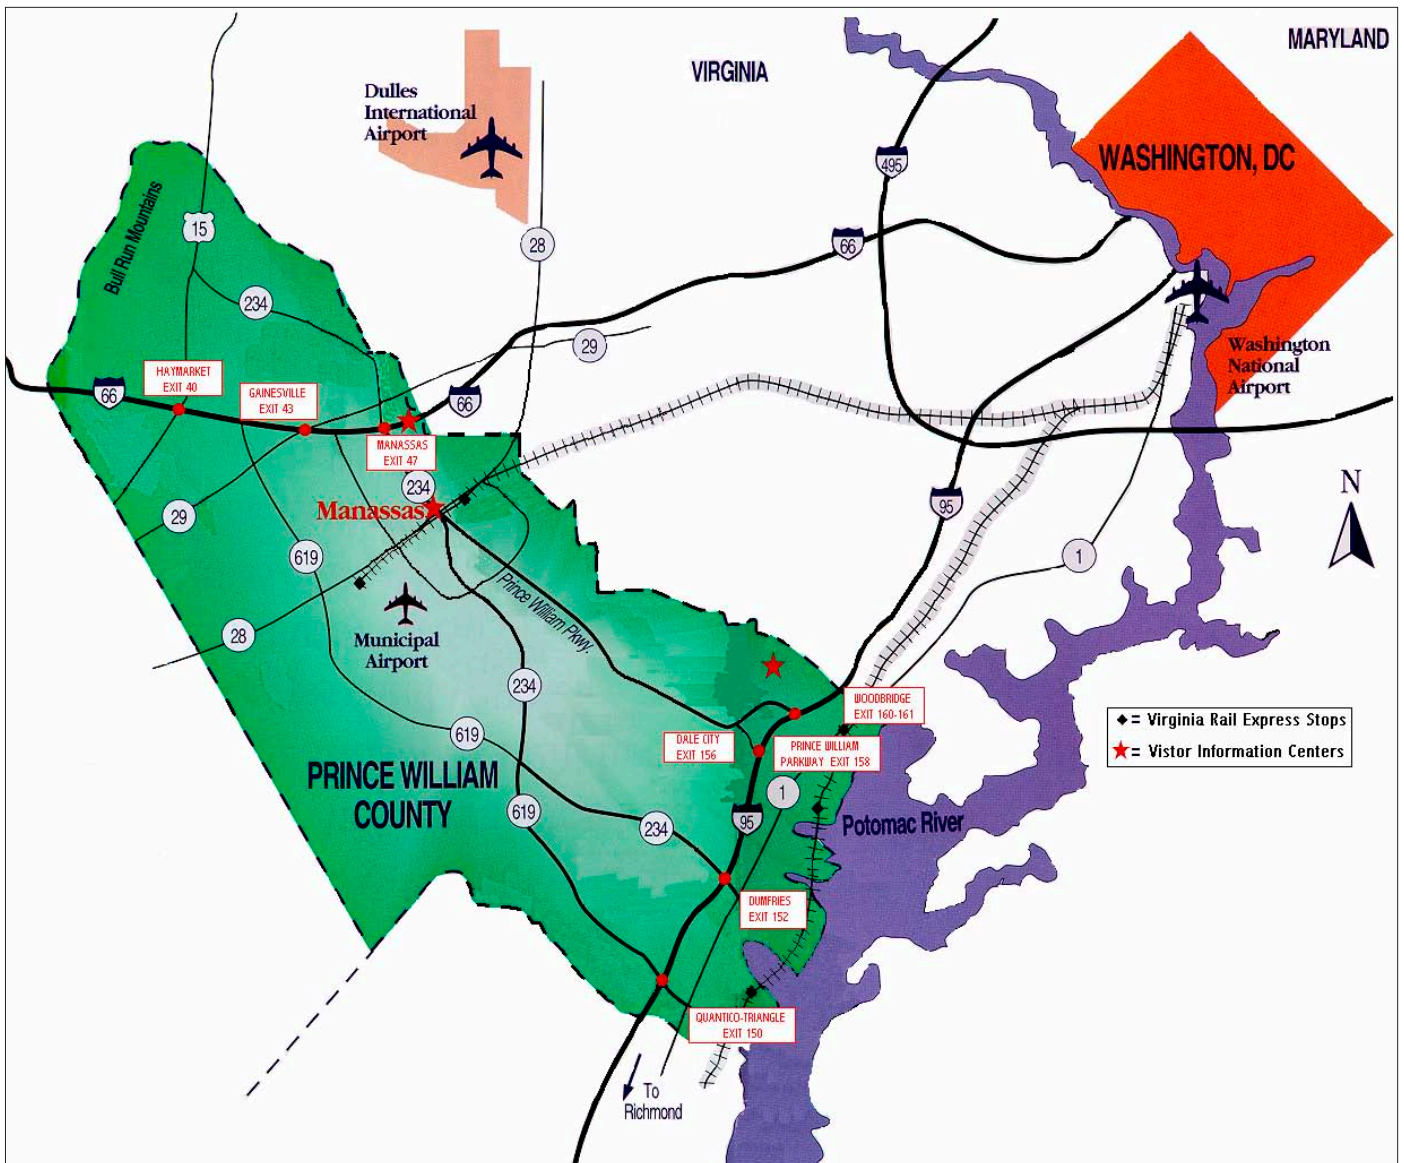 MARYLAND
VIRGINIA
Dulles
International
Airport
WASHINGTON, DC
495
Bull Run Mountains
15
28
66
234
29
Washington
National
Airport
HAYMARKET
EXIT 40
GAINESVILLE
EXIT 43
66
66
MANASSAS
EXIT 47
234
N
95
Manassas
29
619
1
Prince William Pkwy.
28
Municipal
Airport
234
WOODBRIDGE
EXIT 160-161
= Virginia Rail Express Stops
= Vistor Information Centers
619
DALE CITY
EXIT 156
PRINCE WILLIAM
PARKWAY EXIT 158
PRINCE WILLIAM
COUNTY
1
619
95
234
Potomac River
DUMFRIES
EXIT 152
QUANTICO-TRIANGLE
EXIT 150
To
Richmond